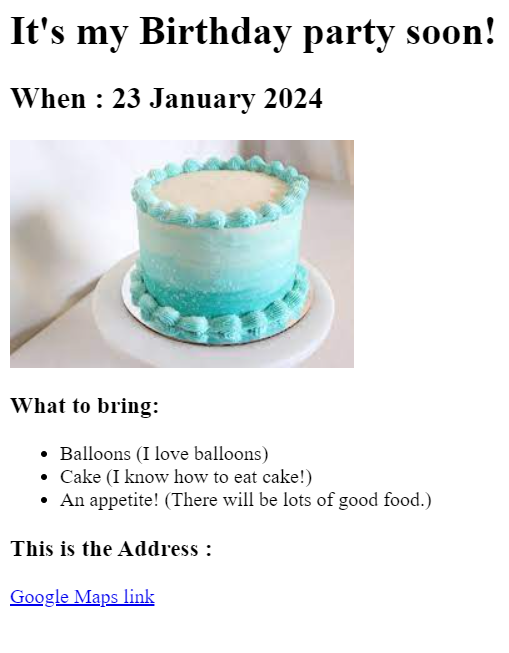 It's my Birthday party soon!
When : 23 January 2024
What to bring:
Balloons (I love balloons)
Cake (I know how to eat cake!)
An appetite! (There will be lots of good food.)
This is the Address :
Google Maps link